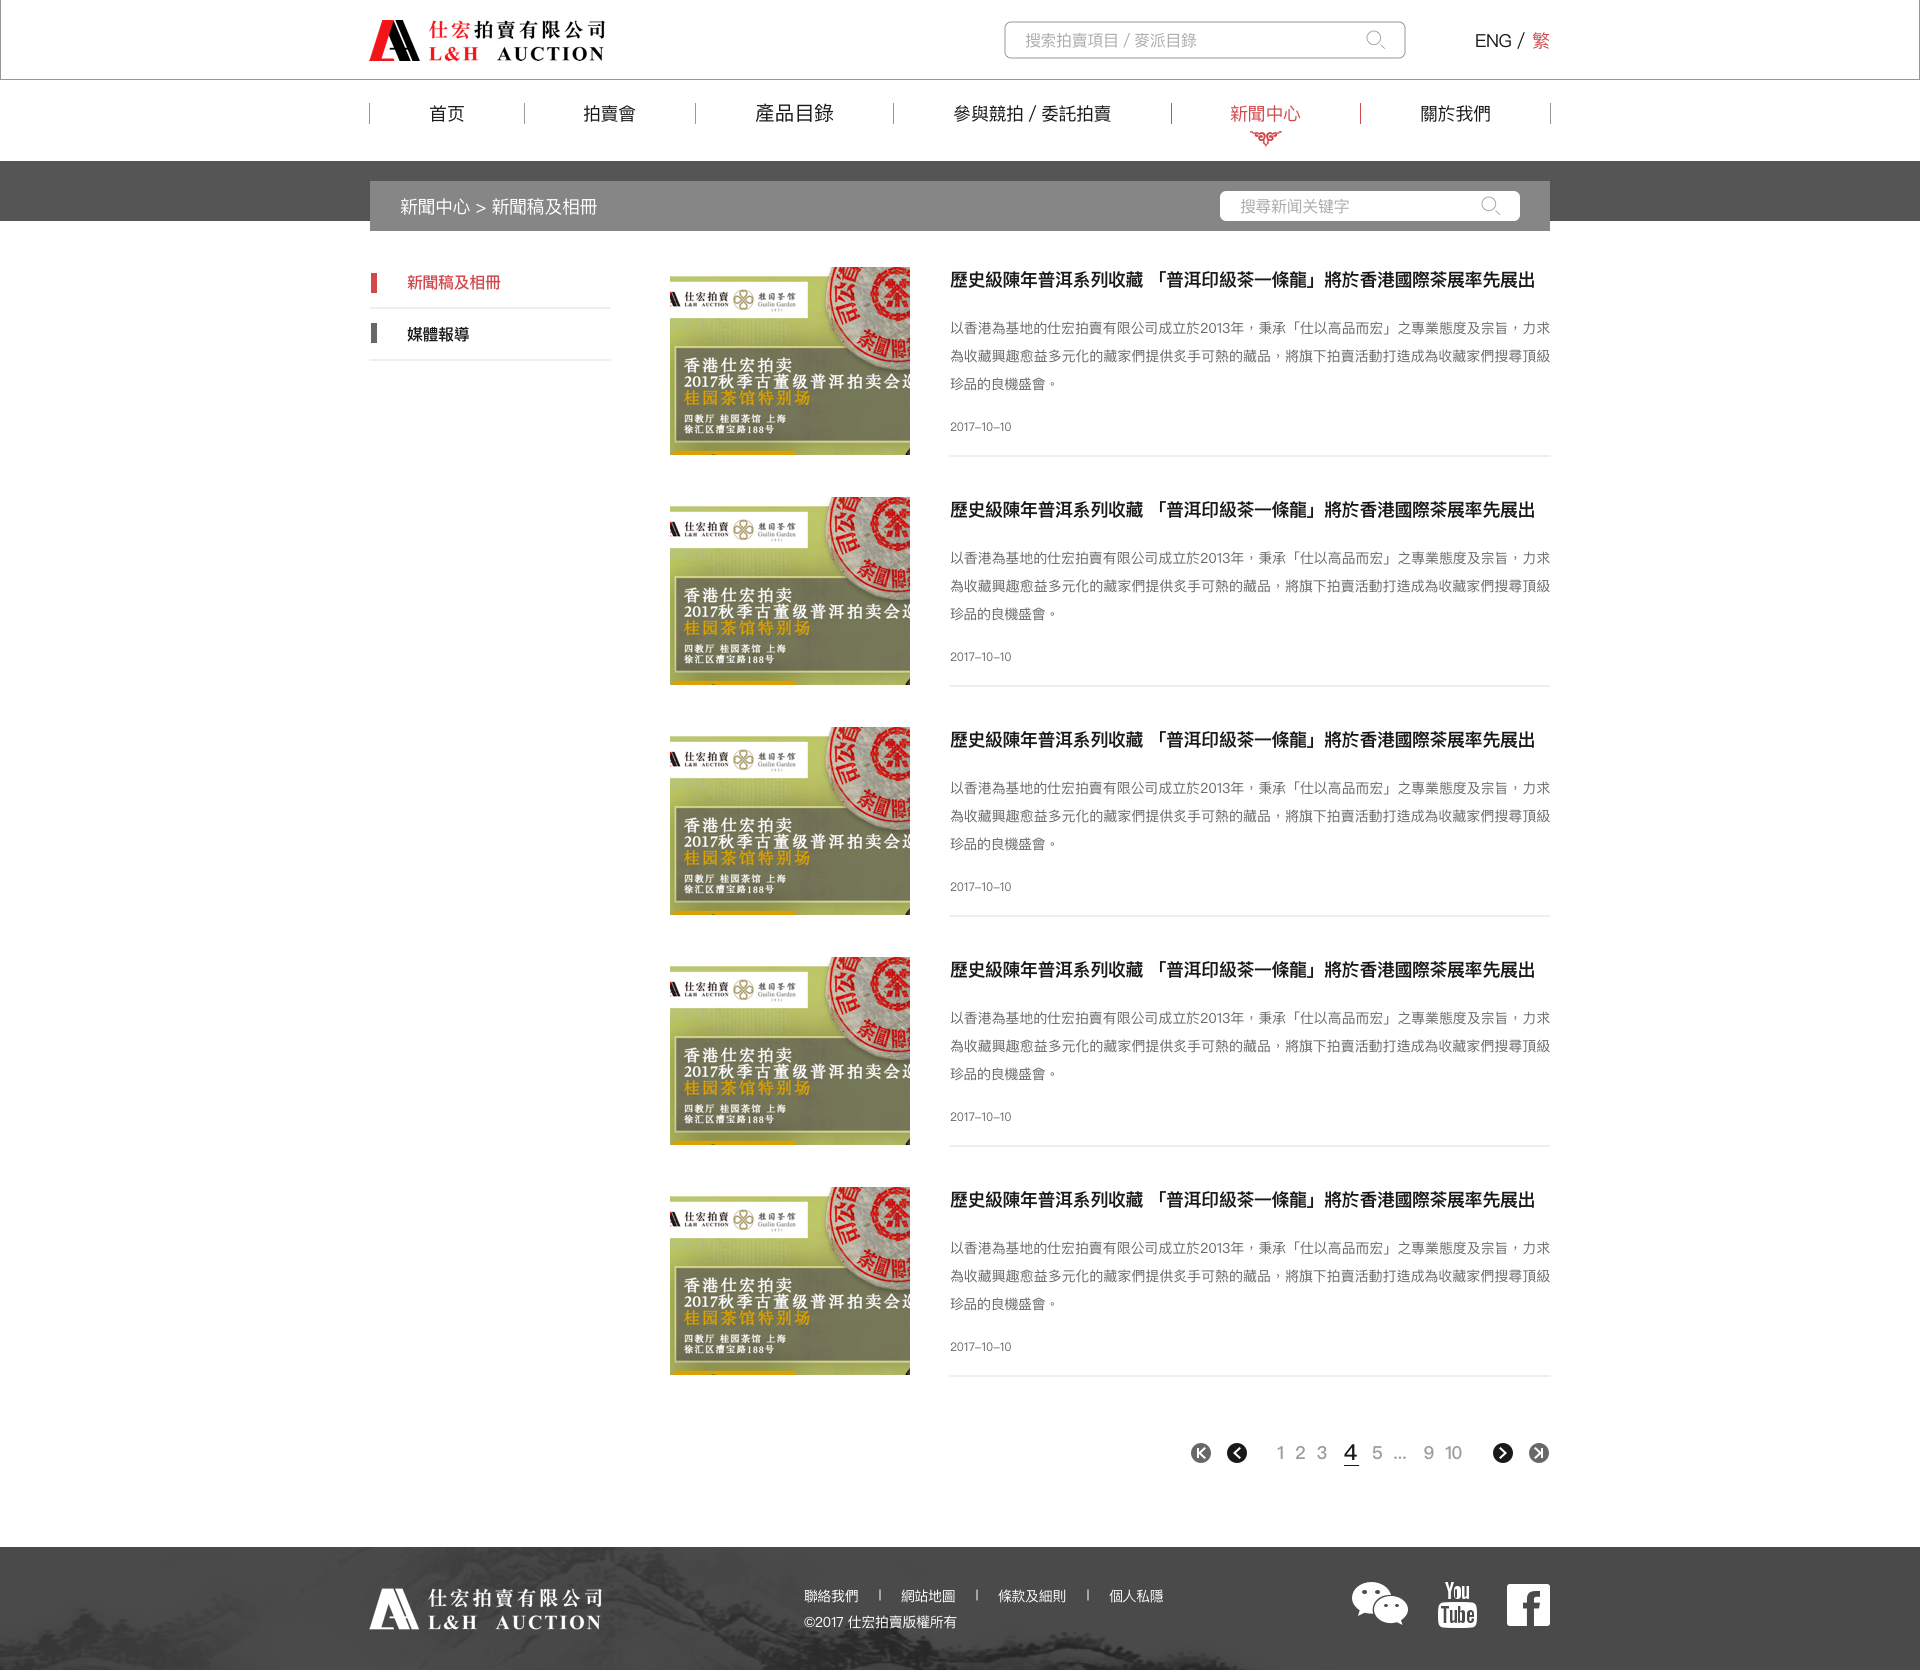 仕宏拍賣有限公司
L&H AUCTION
搜索拍賣項目 / 麥派目錄
ENG / 繁
首页
拍賣會
產品目錄
參與競拍 / 委託拍賣
新聞中心
關於我們
新聞中心 > 新聞稿及相冊
搜尋新闻关键字
新聞稿及相冊
媒體報導
仕宏拍賣
L&H AUCTION
桂园茶馆
Guilin Garden
香港仕宏拍卖
2017秋季古董级普洱拍卖会
桂园茶馆特别场
四教厅 桂园茶馆 上海
徐汇区漕宝路188号
歷史級陳年普洱系列收藏 「普洱印級茶一條龍」將於香港國際茶展率先展出
以香港為基地的仕宏拍賣有限公司成立於2013年，秉承「仕以高品而宏」之專業態度及宗旨，力求
為收藏興趣愈益多元化的藏家們提供炙手可熱的藏品，將旗下拍賣活動打造成為收藏家們搜尋頂級
珍品的良機盛會。
2017-10-10
仕宏拍賣
L&H AUCTION
桂园茶馆
Guilin Garden
香港仕宏拍卖
2017秋季古董级普洱拍卖会
桂园茶馆特别场
四教厅 桂园茶馆 上海
徐汇区漕宝路188号
歷史級陳年普洱系列收藏 「普洱印級茶一條龍」將於香港國際茶展率先展出
以香港為基地的仕宏拍賣有限公司成立於2013年，秉承「仕以高品而宏」之專業態度及宗旨，力求
為收藏興趣愈益多元化的藏家們提供炙手可熱的藏品，將旗下拍賣活動打造成為收藏家們搜尋頂級
珍品的良機盛會。
2017-10-10
仕宏拍賣
L&H AUCTION
桂园茶馆
Guilin Garden
香港仕宏拍卖
2017秋季古董级普洱拍卖会
桂园茶馆特别场
四教厅 桂园茶馆 上海
徐汇区漕宝路188号
歷史級陳年普洱系列收藏 「普洱印級茶一條龍」將於香港國際茶展率先展出
以香港為基地的仕宏拍賣有限公司成立於2013年，秉承「仕以高品而宏」之專業態度及宗旨，力求
為收藏興趣愈益多元化的藏家們提供炙手可熱的藏品，將旗下拍賣活動打造成為收藏家們搜尋頂級
珍品的良機盛會。
2017-10-10
仕宏拍賣
L&H AUCTION
桂园茶馆
Guilin Garden
香港仕宏拍卖
2017秋季古董级普洱拍卖会
桂园茶馆特别场
四教厅 桂园茶馆 上海
徐汇区漕宝路188号
歷史級陳年普洱系列收藏 「普洱印級茶一條龍」將於香港國際茶展率先展出
以香港為基地的仕宏拍賣有限公司成立於2013年，秉承「仕以高品而宏」之專業態度及宗旨，力求
為收藏興趣愈益多元化的藏家們提供炙手可熱的藏品，將旗下拍賣活動打造成為收藏家們搜尋頂級
珍品的良機盛會。
2017-10-10
仕宏拍賣
L&H AUCTION
桂园茶馆
Guilin Garden
香港仕宏拍卖
2017秋季古董级普洱拍卖会
桂园茶馆特别场
四教厅 桂园茶馆 上海
徐汇区漕宝路188号
歷史級陳年普洱系列收藏 「普洱印級茶一條龍」將於香港國際茶展率先展出
以香港為基地的仕宏拍賣有限公司成立於2013年，秉承「仕以高品而宏」之專業態度及宗旨，力求
為收藏興趣愈益多元化的藏家們提供炙手可熱的藏品，將旗下拍賣活動打造成為收藏家們搜尋頂級
珍品的良機盛會。
2017-10-10
1 2 3 4 5 ... 9 10
仕宏拍賣有限公司
L&H AUCTION
聯絡我們 | 網站地圖 | 條款及細則 | 個人私隱
©2017 仕宏拍賣版權所有
You
Tube